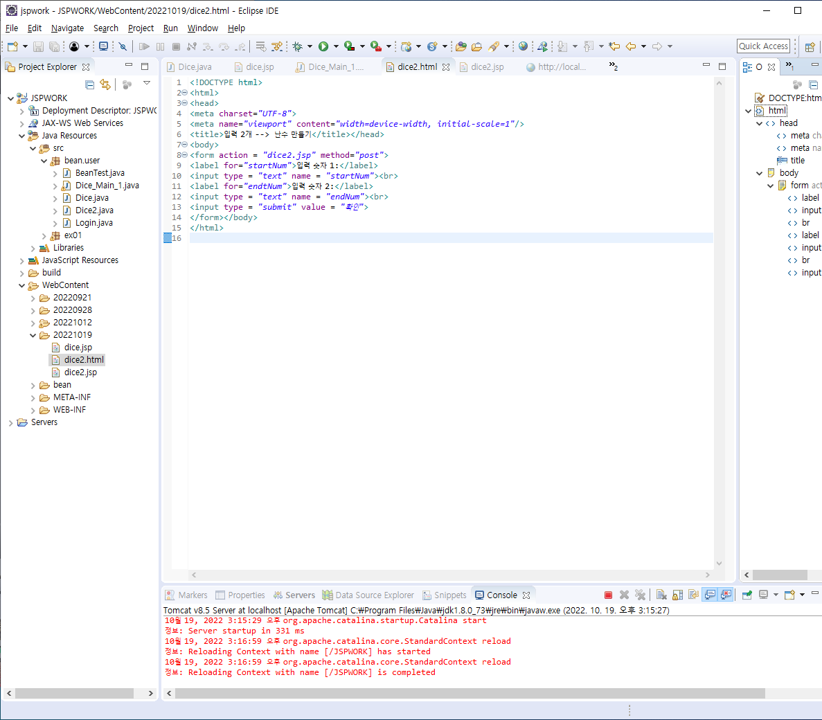 jspwork - JSPWORK/WebContent/20221019/dice2.html - Eclipse IDE
File Edit Navigate Search Project Run Window Help
Quick Access
Project Explorer
Dice.java dice.jsp Dice_Main_1.... dice2.html dice2.jsp http://local... »2
O »1
JSPWORK
Deployment Descriptor: JSPWO
JAX-WS Web Services
Java Resources
src
bean.user
BeanTest.java
Dice_Main_1.java
Dice.java
Dice2.java
Login.java
ex01
Libraries
JavaScript Resources
build
WebContent
20220921
20220928
20221012
20221019
dice.jsp
dice2.html
dice2.jsp
bean
META-INF
WEB-INF
Servers
1 <!DOCTYPE html>
2 <html>
3 <head>
4 <meta charset="UTF-8">
5 <meta name="viewport" content="width=device-width, initial-scale=1"/>
6 <title>입력 2개 --> 난수 만들기</title></head>
7 <body>
8 <form action = "dice2.jsp" method="post">
9 <label for="startNum">입력 숫자 1:</label>
10 <input type = "text" name = "startNum"><br>
11 <label for="endtNum">입력 숫자 2:</label>
12 <input type = "text" name = "endNum"><br>
13 <input type = "submit" value = "확인">
14 </form></body>
15 </html>
16
DOCTYPE:htm
html
head
meta ch
meta na
title
body
form act
label
input
br
label
input
br
input
Markers Properties Servers Data Source Explorer Snippets Console
Tomcat v8.5 Server at localhost [Apache Tomcat] C:₩Program Files₩Java₩jdk1.8.0_73₩jre₩bin₩javaw.exe (2022. 10. 19. 오후 3:15:27)
10월 19, 2022 3:15:29 오후 org.apache.catalina.startup.Catalina start
정보: Server startup in 331 ms
10월 19, 2022 3:16:59 오후 org.apache.catalina.core.StandardContext reload
정보: Reloading Context with name [/JSPWORK] has started
10월 19, 2022 3:16:59 오후 org.apache.catalina.core.StandardContext reload
정보: Reloading Context with name [/JSPWORK] is completed